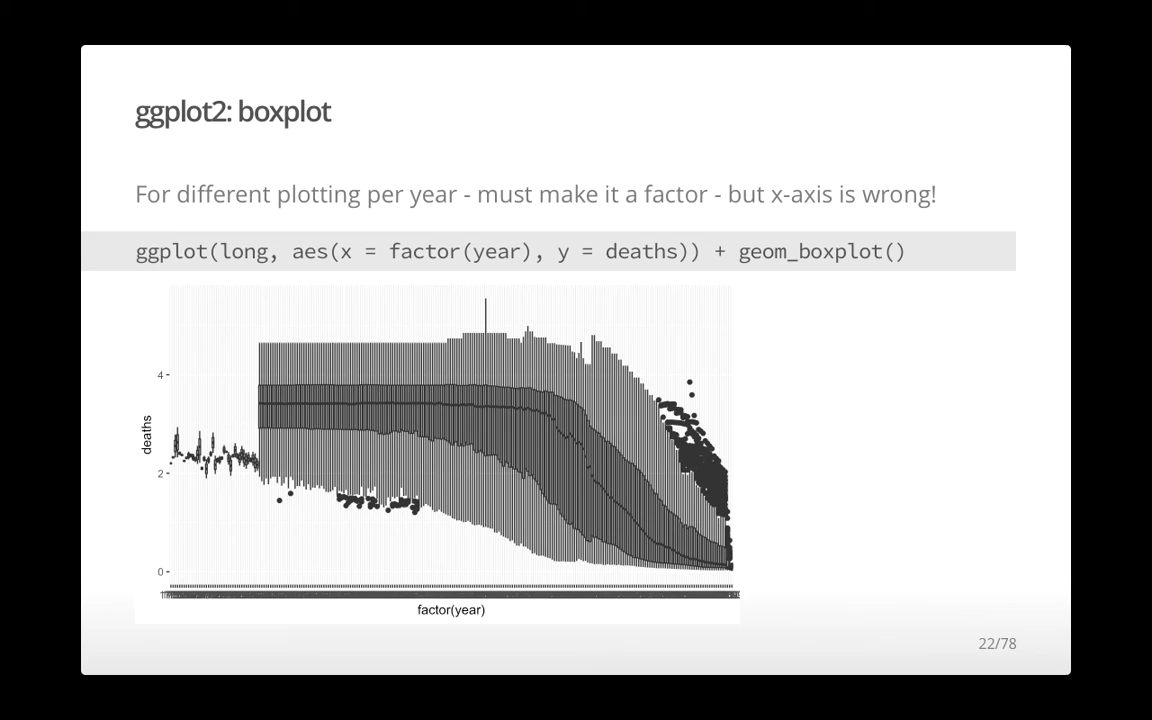 ggplot2: boxplot
For different plotting per year - must make it a factor - but x-axis is wrong!
ggplot(long, aes(x = factor(year), y = deaths)) + geom_boxplot()
4
deaths
2
0
factor(year)
22/78